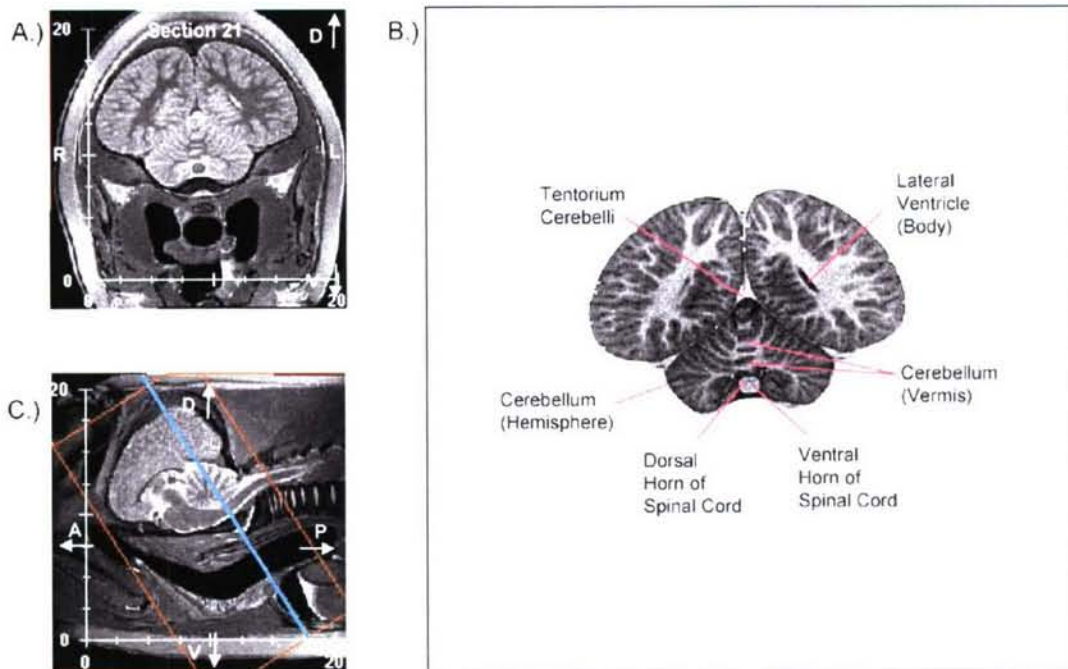 A.)
20
Section 21
D
R
L
0
V
0
20
B.)
Tentorium
Cerebelli
Lateral
Ventricle
(Body)
Cerebellum
(Hemisphere)
Cerebellum
(Vermis)
Dorsal
Horn of
Spinal Cord
Ventral
Horn of
Spinal Cord
C.)
20
D
A
P
0
V
0
20